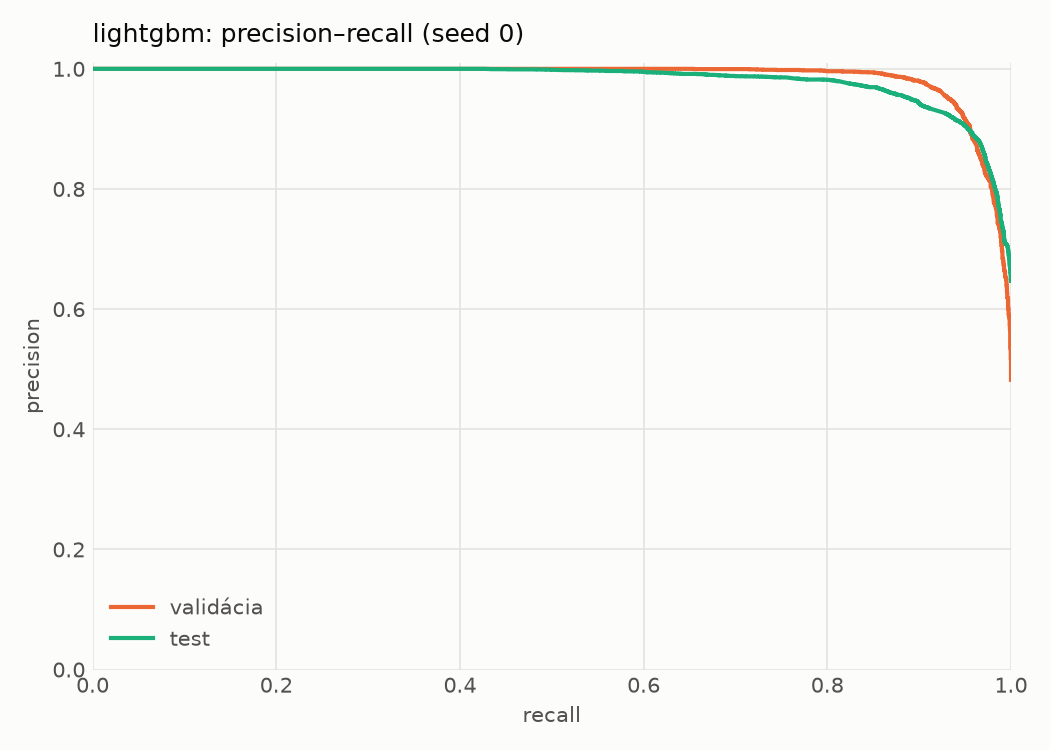 lightgbm: precision–recall (seed 0)
1.0
0.8
0.6
0.4
0.2
0.0
precision
validácia
test
0.0 0.2 0.4 0.6 0.8 1.0
recall